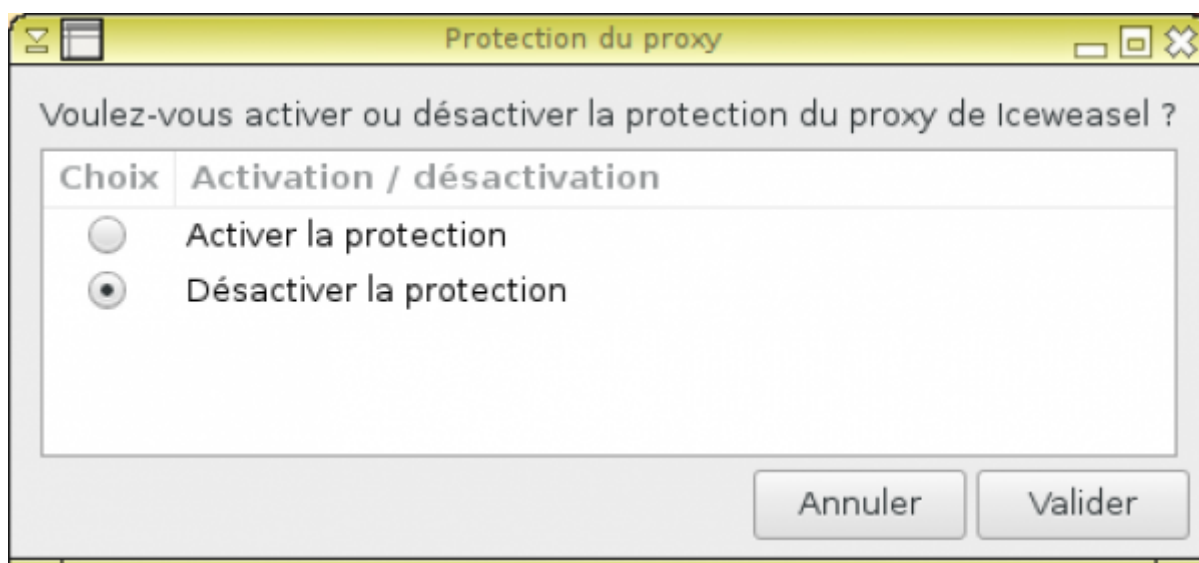 Protection du proxy
Voulez-vous activer ou désactiver la protection du proxy de Iceweasel ?
Choix Activation / désactivation
Activer la protection
Désactiver la protection
Annuler Valider